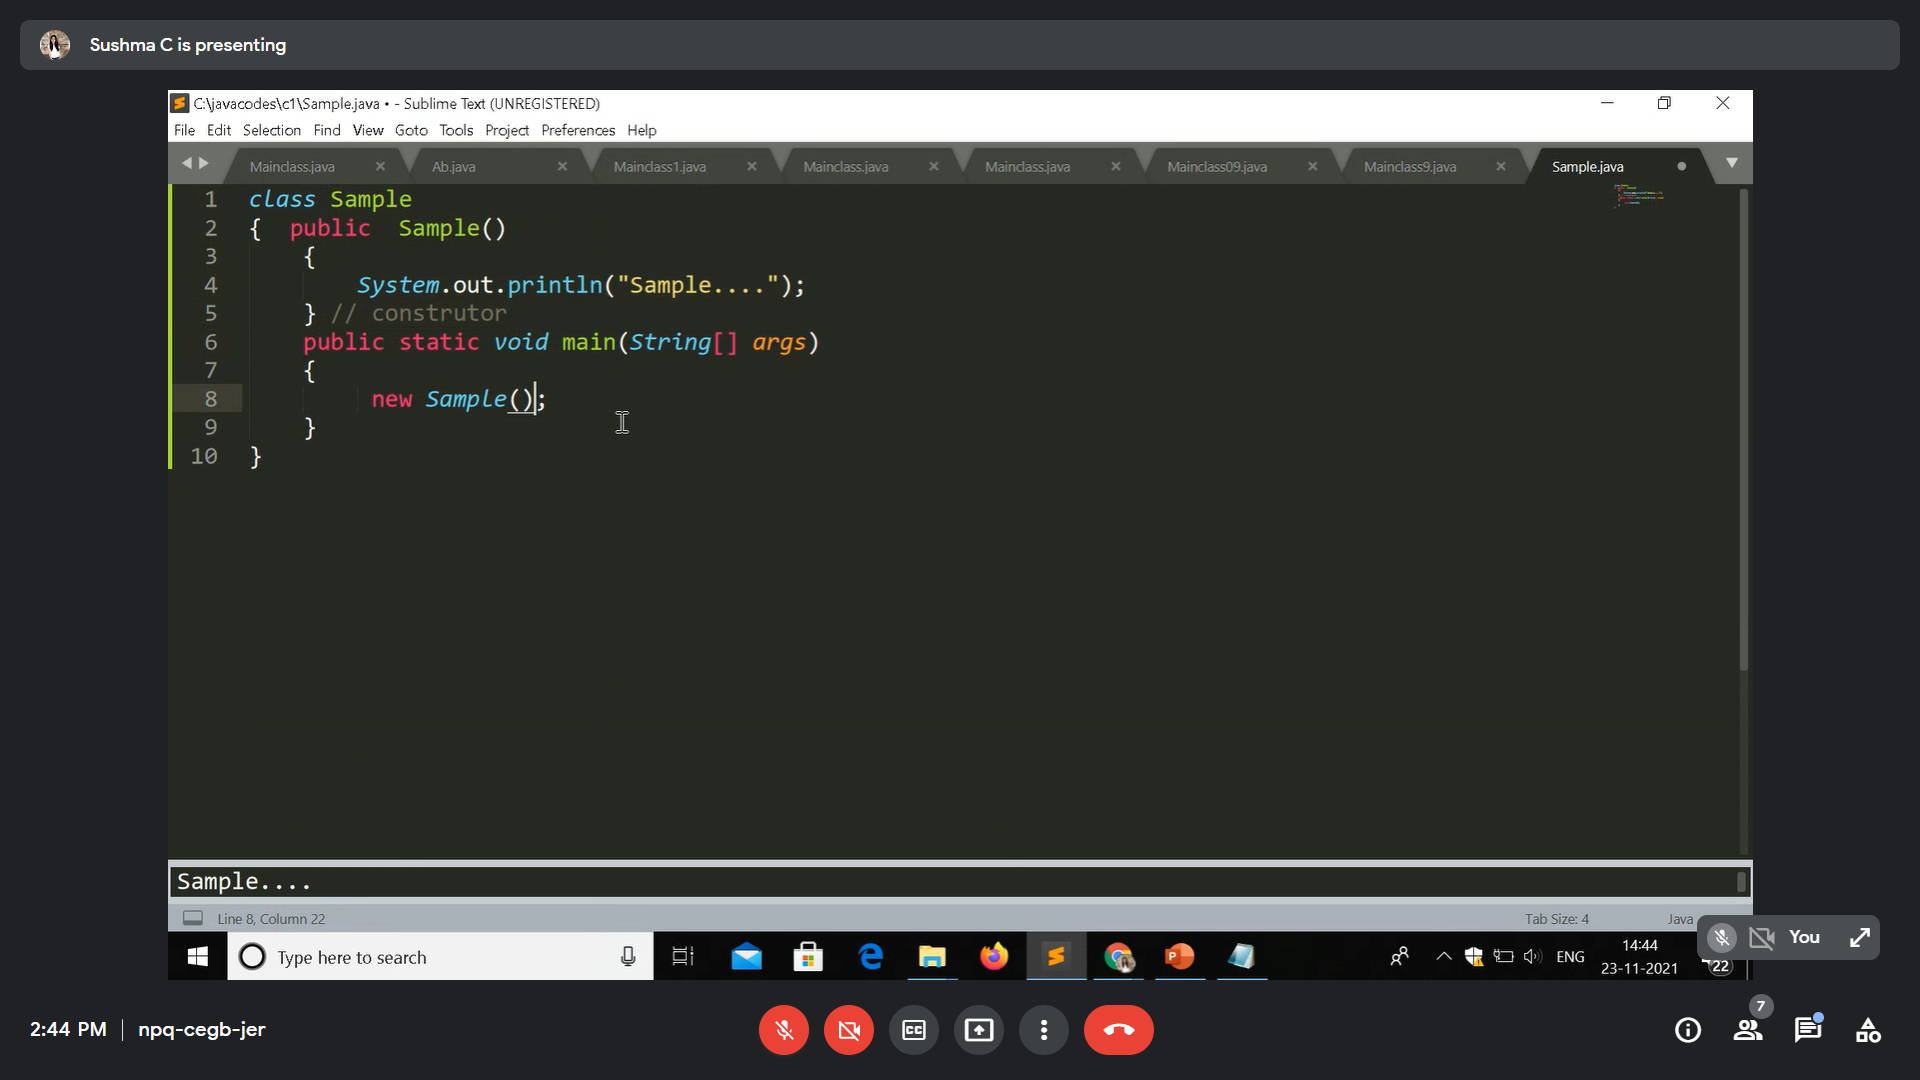 Sushma C is presenting
C:\javacodes\c1\Sample.java • - Sublime Text (UNREGISTERED)
File Edit Selection Find View Goto Tools Project Preferences Help
Mainclass.java Ab.java Mainclass1.java Mainclass.java Mainclass.java Mainclass09.java Mainclass9.java Sample.java
1 class Sample
2 { public Sample()
3 {
4 System.out.println("Sample....");
5 } // construtor
6 public static void main(String[] args)
7 {
8 new Sample();
9 }
10 }
Sample....
Line 8, Column 22 Tab Size: 4 Java
You
Type here to search ENG 14:44
23-11-2021 22
2:44 PM npq-cegb-jer 7